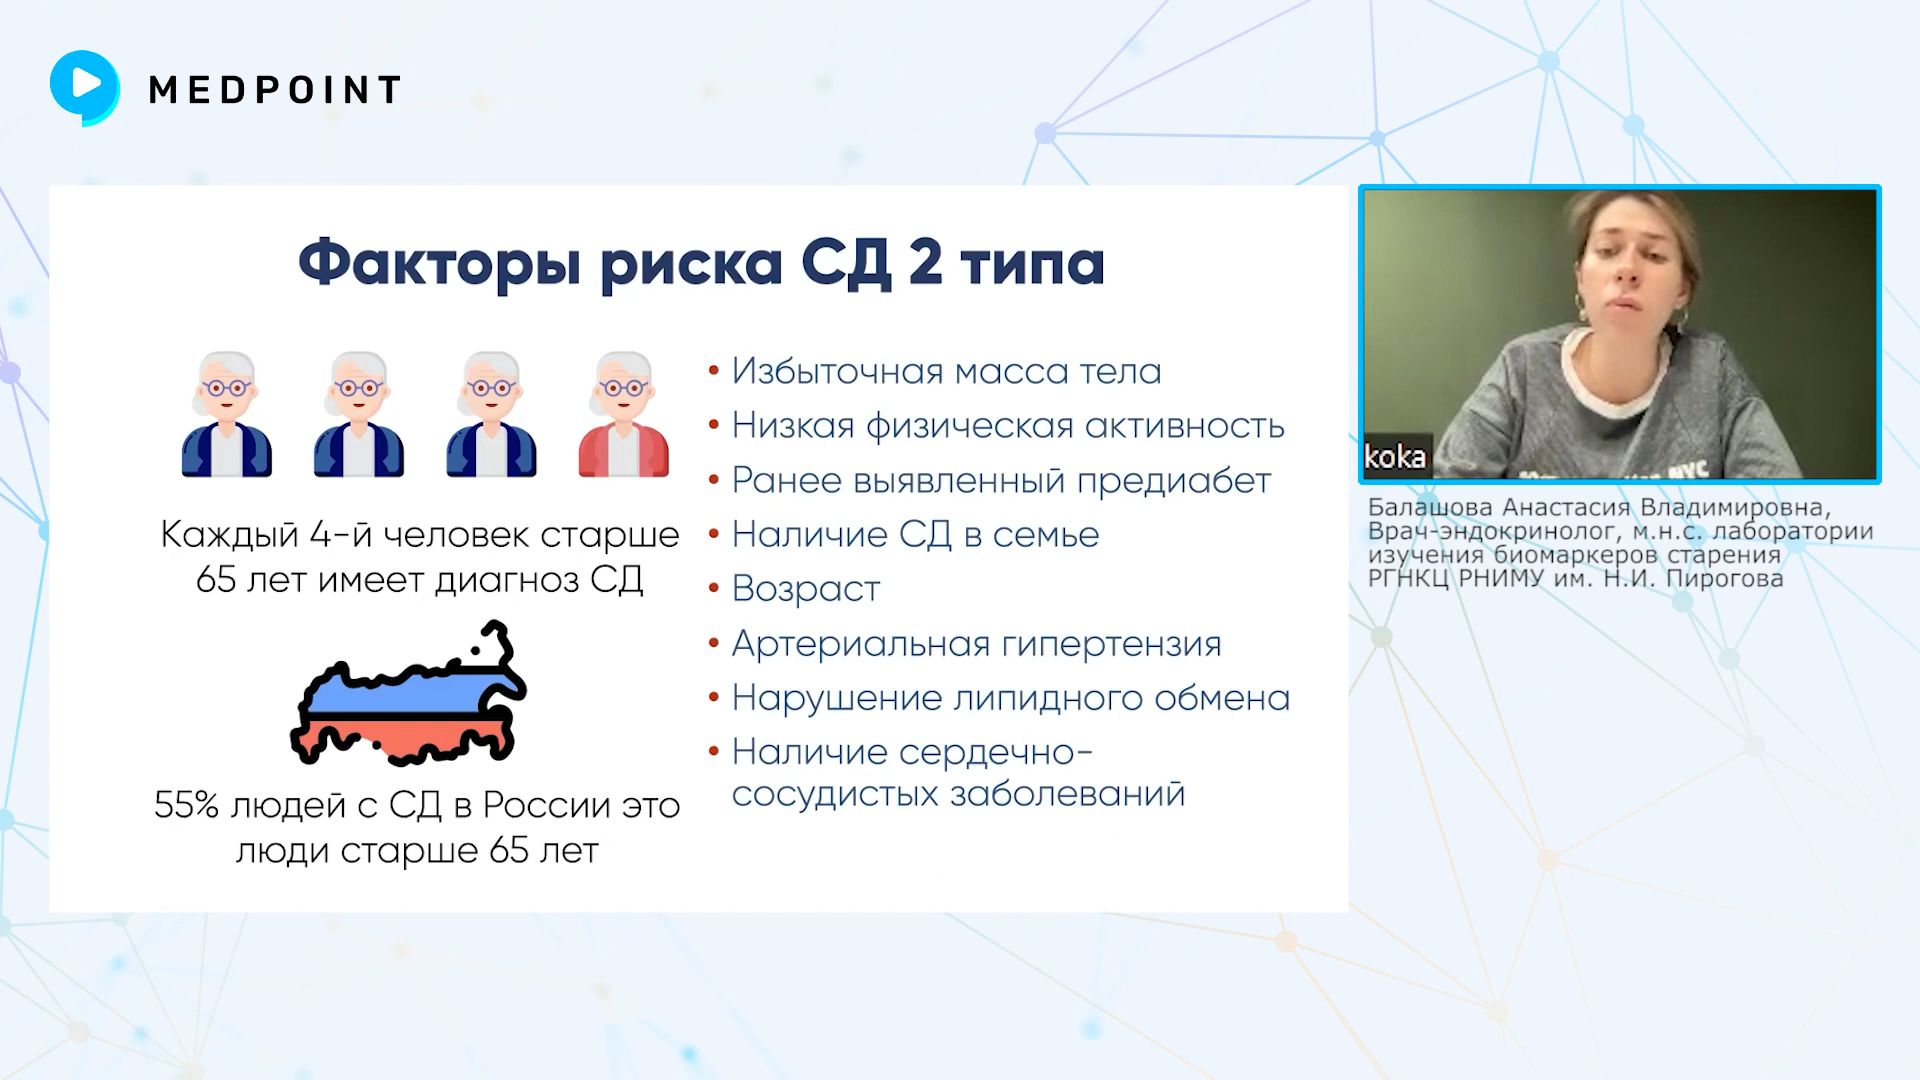 MEDPOINT
Факторы риска СД 2 типа
Каждый 4-й человек старше
65 лет имеет диагноз СД
55% людей с СД в России это
люди старше 65 лет
• Избыточная масса тела
• Низкая физическая активность
• Ранее выявленный предиабет
• Наличие СД в семье
• Возраст
• Артериальная гипертензия
• Нарушение липидного обмена
• Наличие сердечно-
сосудистых заболеваний
koka
Балашова Анастасия Владимировна,
Врач-эндокринолог, м.н.с. лаборатории
изучения биомаркеров старения
РГНКЦ РНИМУ им. Н.И. Пирогова